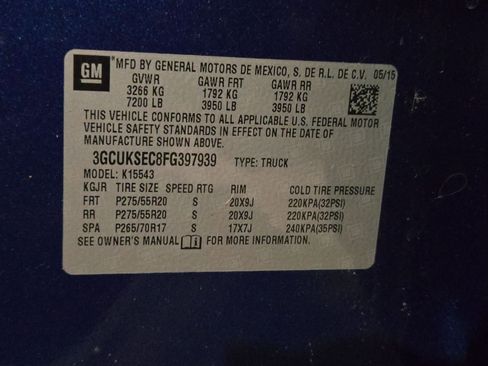 GM
MFD BY GENERAL MOTORS DE MEXICO, S. DE R.L. DE C.V. 05/15
GVWR GAWR FRT GAWR RR
3266 KG 1792 KG 1792 KG
7200 LB 3950 LB 3950 LB
THIS VEHICLE CONFORMS TO ALL APPLICABLE U.S. FEDERAL MOTOR
VEHICLE SAFETY STANDARDS IN EFFECT ON THE DATE OF
MANUFACTURE SHOWN ABOVE.
3GCUKSEC8FG397939 TYPE: TRUCK
MODEL: K15543
KGJR TIRE SIZE SPEED RTG RIM COLD TIRE PRESSURE
FRT P275/55R20 S 20X9J 220KPA(32PSI)
RR P275/55R20 S 20X9J 220KPA(32PSI)
SPA P265/70R17 S 17X7J 240KPA(35PSI)
SEE OWNER'S MANUAL FOR MORE INFORMATION